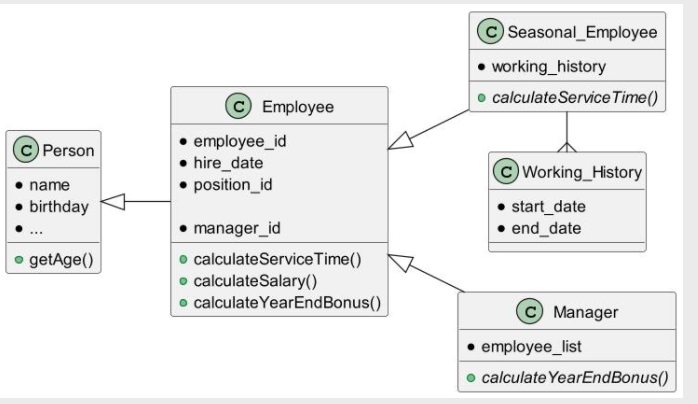 C Person
name
birthday
...
getAge()
C Employee
employee_id
hire_date
position_id
manager_id
calculateServiceTime()
calculateSalary()
calculateYearEndBonus()
C Seasonal_Employee
working_history
calculateServiceTime()
C Working_History
start_date
end_date
C Manager
employee_list
calculateYearEndBonus()